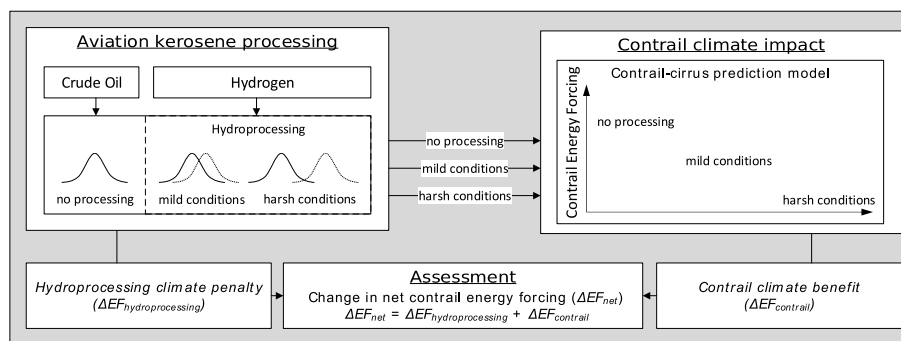 Aviation kerosene processing
Crude Oil
Hydrogen
Hydroprocessing
no processing
mild conditions
harsh conditions
no processing
mild conditions
harsh conditions
Contrail climate impact
Contrail-cirrus prediction model
Contrail Energy Forcing
no processing
mild conditions
harsh conditions
Hydroprocessing climate penalty
(ΔEFhydroprocessing)
Assessment
Change in net contrail energy forcing (ΔEFnet)
ΔEFnet = ΔEFhydroprocessing + ΔEFcontrail
Contrail climate benefit
(ΔEFcontrail)